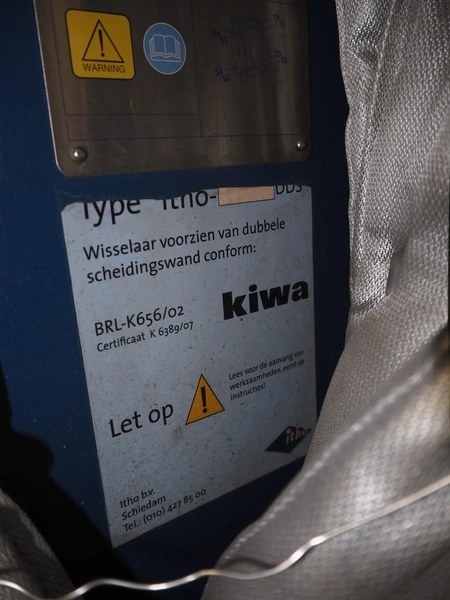 WARNING
Type Itho- DDS
Wisselaar voorzien van dubbele
scheidingswand conform:
kiwa
BRL-K656/02
Certificaat K 6389/07
Let op
Lees voor de aanvang van
werkzaamheden, eerst de
instructies!
itho
Itho b.v.
Schiedam
Tel.: (010) 427 85 00